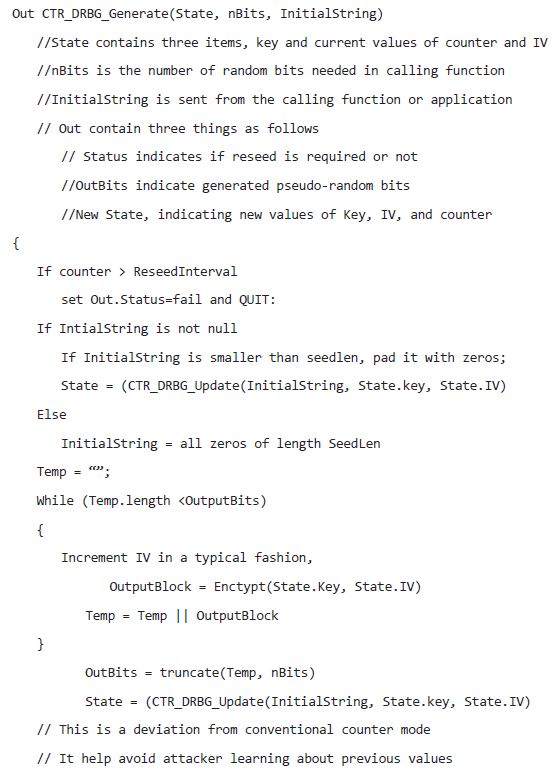 Out CTR_DRBG_Generate(State, nBits, InitialString)
//State contains three items, key and current values of counter and IV
//nBits is the number of random bits needed in calling function
//InitialString is sent from the calling function or application
// Out contain three things as follows
// Status indicates if reseed is required or not
//OutBits indicate generated pseudo-random bits
//New State, indicating new values of Key, IV, and counter
{
If counter > ReseedInterval
set Out.Status=fail and QUIT:
If IntialString is not null
If InitialString is smaller than seedlen, pad it with zeros;
State = (CTR_DRBG_Update(InitialString, State.key, State.IV)
Else
InitialString = all zeros of length SeedLen
Temp = “”;
While (Temp.length <OutputBits)
{
Increment IV in a typical fashion,
OutputBlock = Enctypt(State.Key, State.IV)
Temp = Temp || OutputBlock
}
OutBits = truncate(Temp, nBits)
State = (CTR_DRBG_Update(InitialString, State.key, State.IV)
// This is a deviation from conventional counter mode
// It help avoid attacker learning about previous values